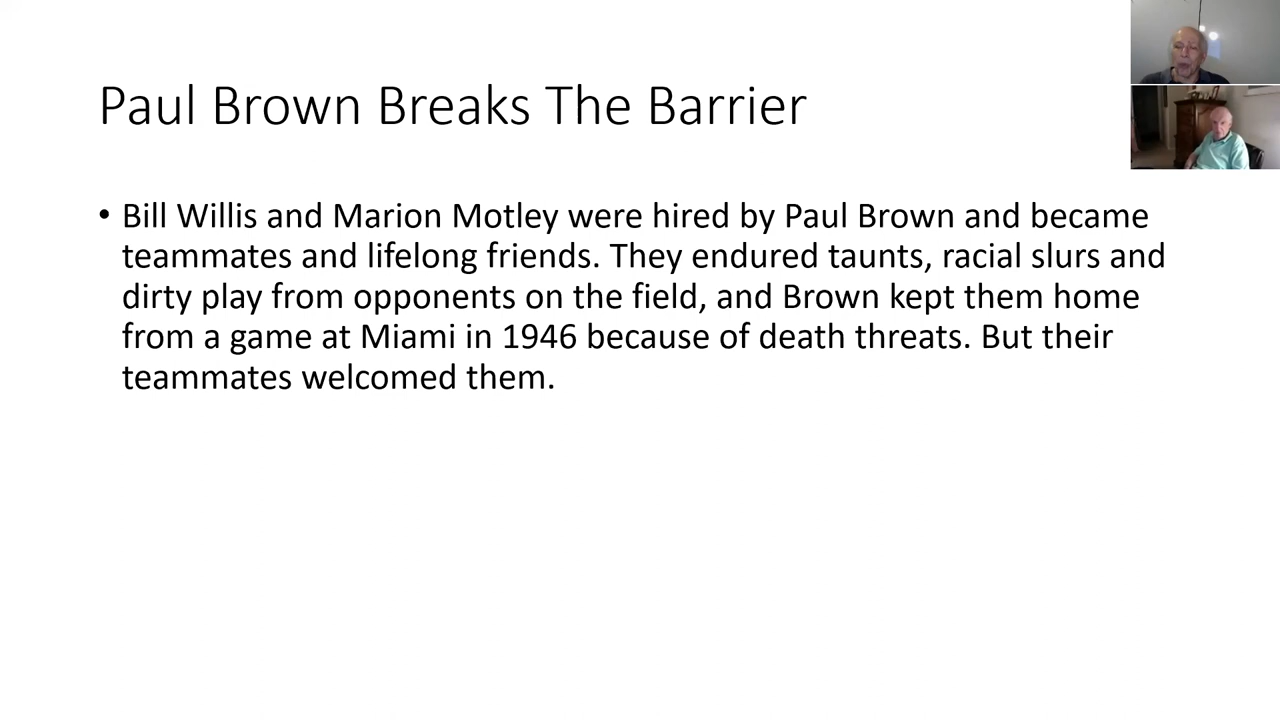 Paul Brown Breaks The Barrier
• Bill Willis and Marion Motley were hired by Paul Brown and became
teammates and lifelong friends. They endured taunts, racial slurs and
dirty play from opponents on the field, and Brown kept them home
from a game at Miami in 1946 because of death threats. But their
teammates welcomed them.